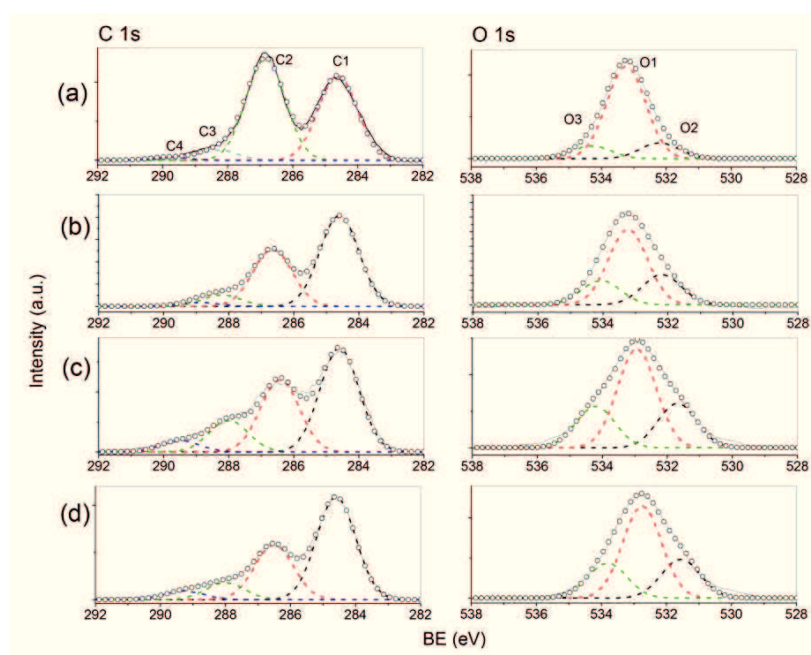 C 1s O 1s
(a) C4 C3 C2 C1 O3 O1 O2
292 290 288 286 284 282 538 536 534 532 530 528
(b)
292 290 288 286 284 282 538 536 534 532 530 528
(c)
292 290 288 286 284 282 538 536 534 532 530 528
(d)
292 290 288 286 284 282 538 536 534 532 530 528
Intensity (a.u.)
BE (eV)